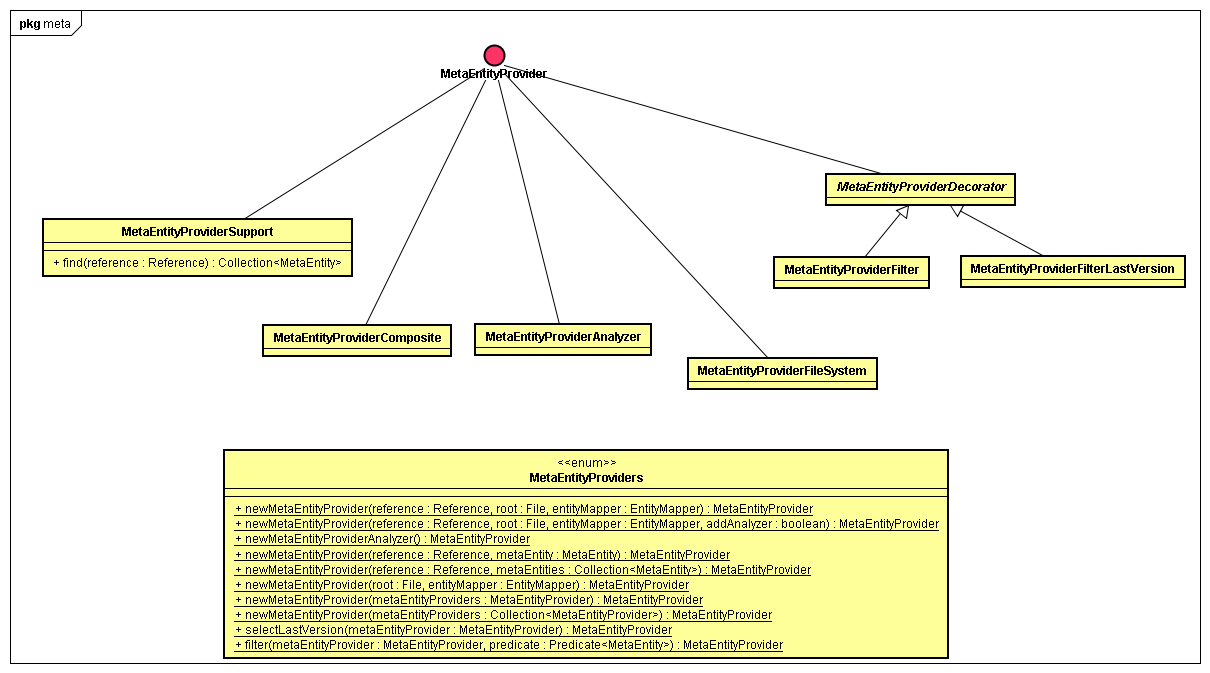 pkg meta
MetaEntityProvider
MetaEntityProviderDecorator
MetaEntityProviderSupport
+ find(reference : Reference) : Collection<MetaEntity>
MetaEntityProviderFilter
MetaEntityProviderFilterLastVersion
MetaEntityProviderComposite
MetaEntityProviderAnalyzer
MetaEntityProviderFileSystem
<<enum>>
MetaEntityProviders
+ newMetaEntityProvider(reference : Reference, root : File, entityMapper : EntityMapper) : MetaEntityProvider
+ newMetaEntityProvider(reference : Reference, root : File, entityMapper : EntityMapper, addAnalyzer : boolean) : MetaEntityProvider
+ newMetaEntityProviderAnalyzer() : MetaEntityProvider
+ newMetaEntityProvider(reference : Reference, metaEntity : MetaEntity) : MetaEntityProvider
+ newMetaEntityProvider(reference : Reference, metaEntities : Collection<MetaEntity>) : MetaEntityProvider
+ newMetaEntityProvider(root : File, entityMapper : EntityMapper) : MetaEntityProvider
+ newMetaEntityProvider(metaEntityProviders : MetaEntityProvider) : MetaEntityProvider
+ newMetaEntityProvider(metaEntityProviders : Collection<MetaEntityProvider>) : MetaEntityProvider
+ selectLastVersion(metaEntityProvider : MetaEntityProvider) : MetaEntityProvider
+ filter(metaEntityProvider : MetaEntityProvider, predicate : Predicate<MetaEntity>) : MetaEntityProvider